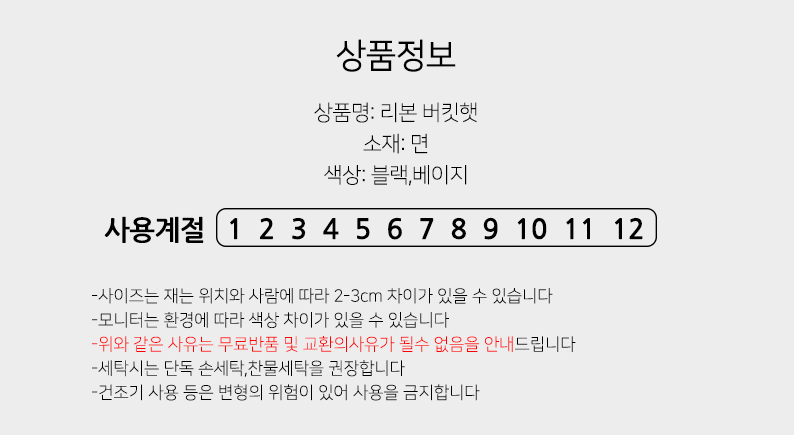 상품정보
상품명: 리본 버킷햇
소재: 면
색상: 블랙,베이지
사용계절 1 2 3 4 5 6 7 8 9 10 11 12
-사이즈는 재는 위치와 사람에 따라 2-3cm 차이가 있을 수 있습니다
-모니터는 환경에 따라 색상 차이가 있을 수 있습니다
-위와 같은 사유는 무료반품 및 교환의사유가 될수 없음을 안내드립니다
-세탁시는 단독 손세탁,찬물세탁을 권장합니다
-건조기 사용 등은 변형의 위험이 있어 사용을 금지합니다